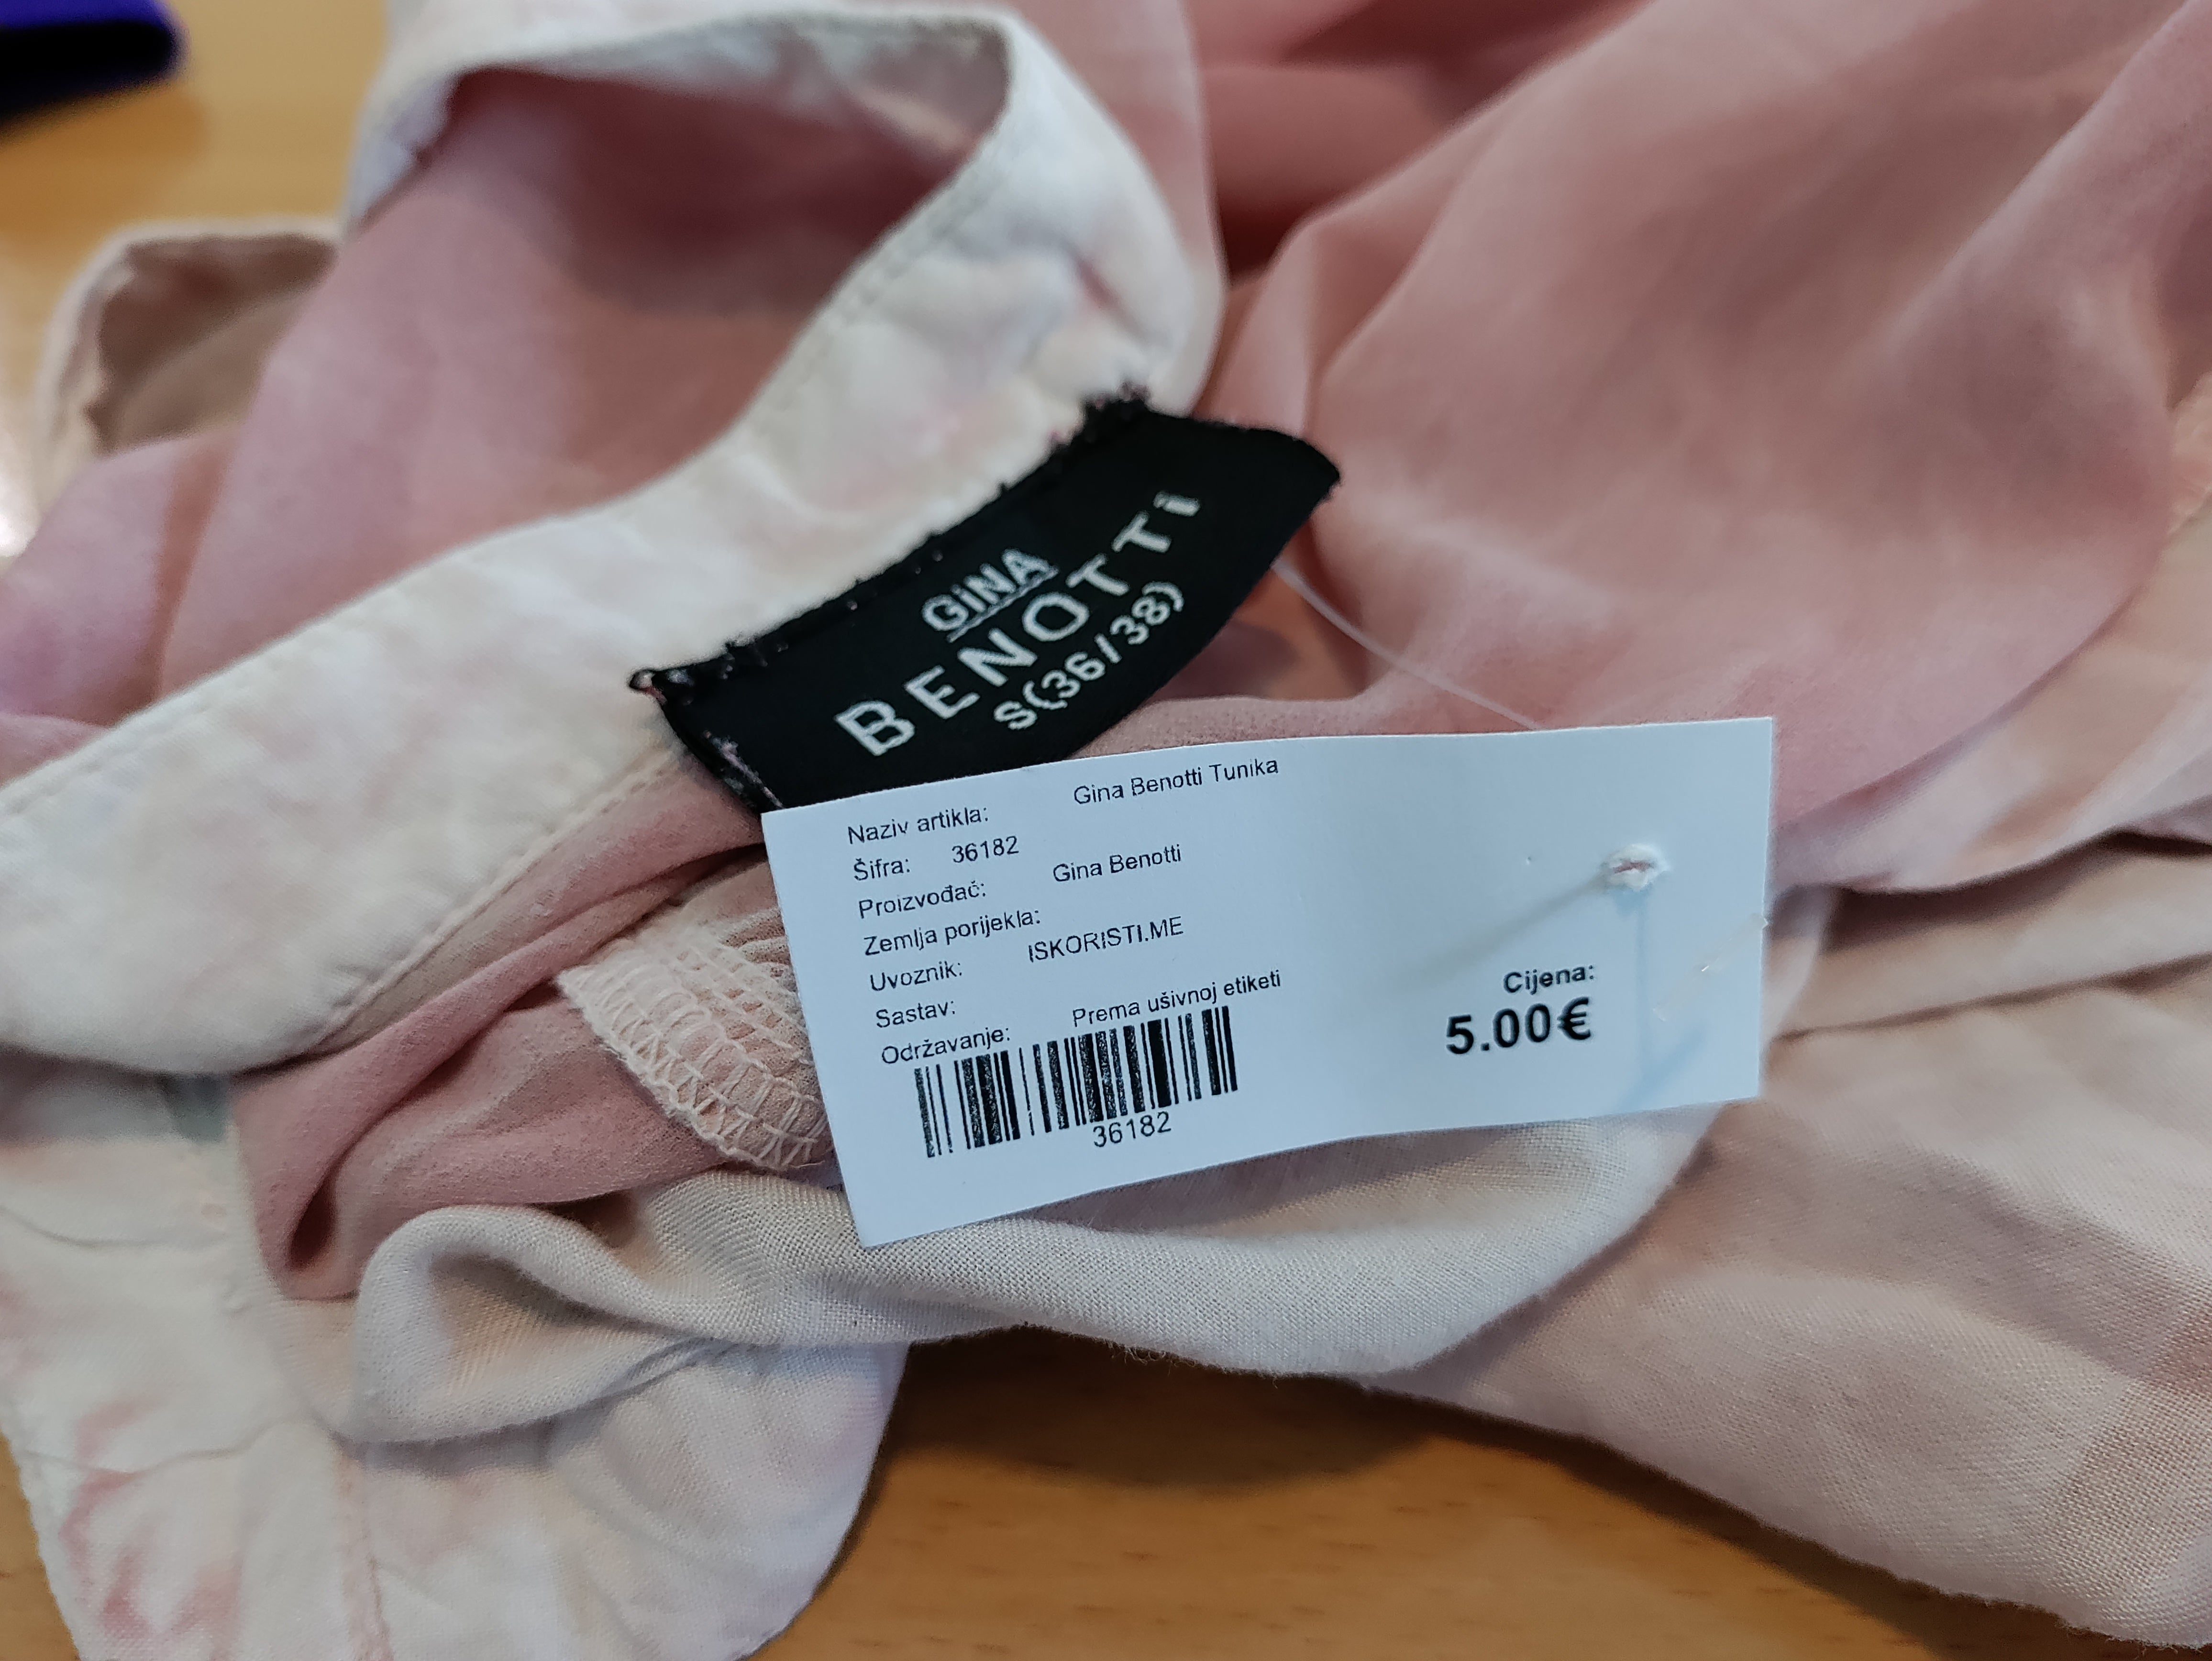 GiNA
BENOTTi
S(36/38)
Naziv artikla: Gina Benotti Tunika
Šifra: 36182
Proizvođač: Gina Benotti
Zemlja porijekla:
Uvoznik: ISKORISTI.ME
Sastav:
Održavanje: Prema ušivnoj etiketi
36182
Cijena:
5.00€